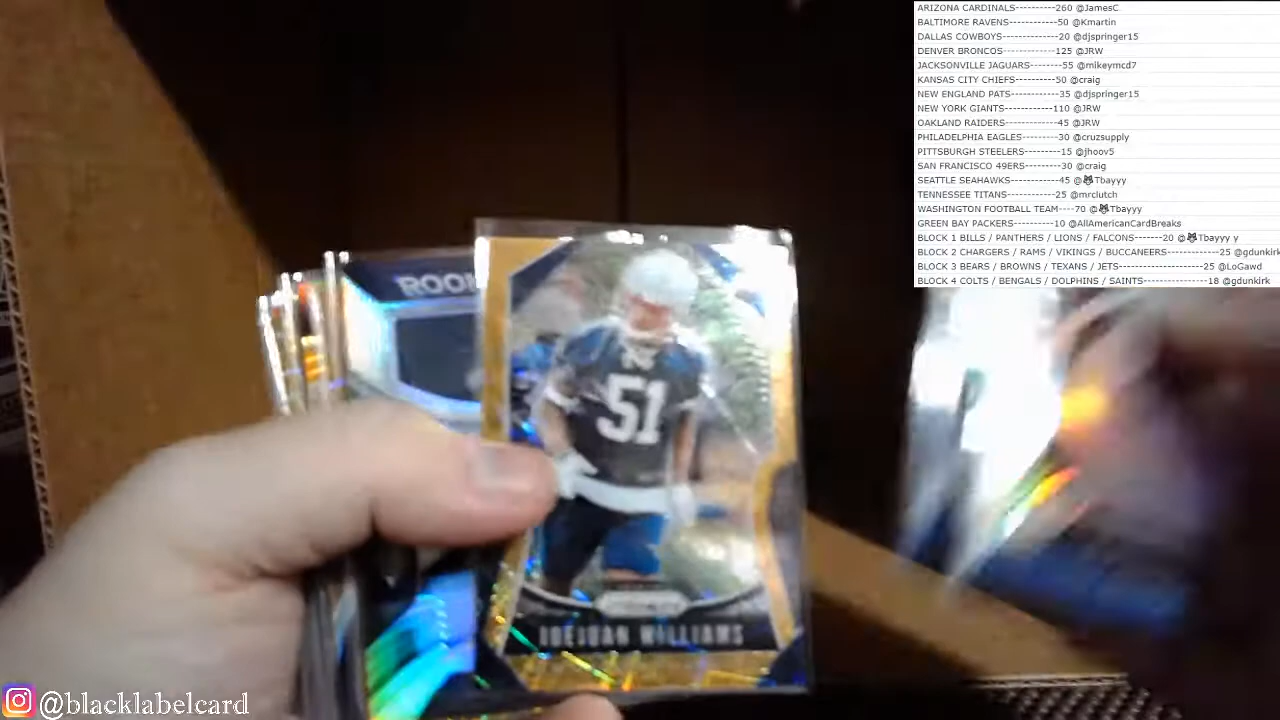 ARIZONA CARDINALS----------260 @JamesC
BALTIMORE RAVENS------------50 @Kmartin
DALLAS COWBOYS--------------20 @djspringer15
DENVER BRONCOS-------------125 @JRW
JACKSONVILLE JAGUARS--------55 @mikeymcd7
KANSAS CITY CHIEFS----------50 @craig
NEW ENGLAND PATS------------35 @djspringer15
NEW YORK GIANTS------------110 @JRW
OAKLAND RAIDERS-------------45 @JRW
PHILADELPHIA EAGLES---------30 @cruzsupply
PITTSBURGH STEELERS---------15 @jhoov5
SAN FRANCISCO 49ERS---------30 @craig
SEATTLE SEAHAWKS------------45 @😈Tbayyy
TENNESSEE TITANS------------25 @mrclutch
WASHINGTON FOOTBALL TEAM----70 @😈Tbayyy
GREEN BAY PACKERS-----------10 @AllAmericanCardBreaks
BLOCK 1 BILLS / PANTHERS / LIONS / FALCONS-------20 @😈Tbayyy y
BLOCK 2 CHARGERS / RAMS / VIKINGS / BUCCANEERS--------------25 @gdunkirk
BLOCK 3 BEARS / BROWNS / TEXANS / JETS--------------------25 @LoGawd
BLOCK 4 COLTS / BENGALS / DOLPHINS / SAINTS----------------18 @gdunkirk
ROOK
51
PRIZM
JOEJUAN WILLIAMS
@blacklabelcard